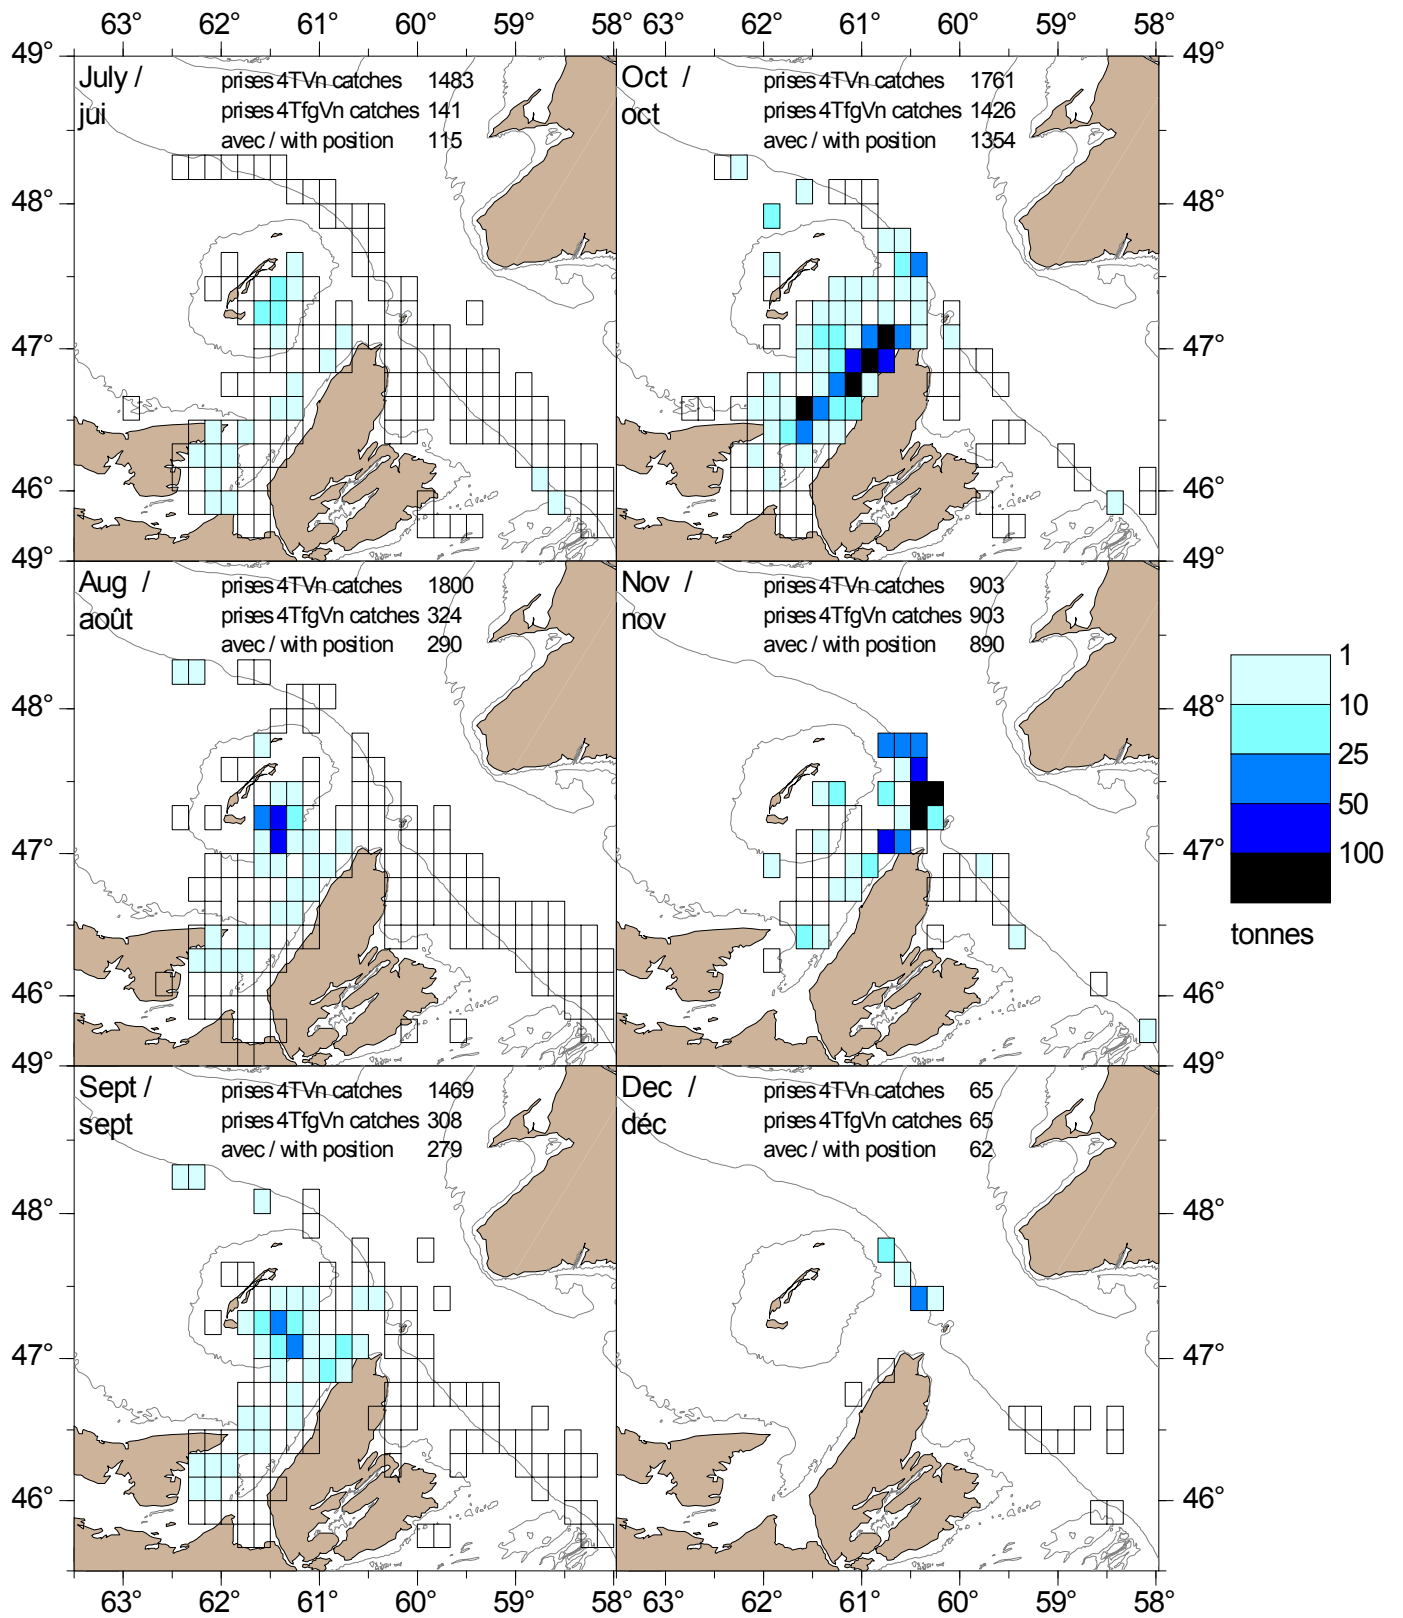 63° 62° 61° 60° 59° 58° 63° 62° 61° 60° 59° 58°
49° 49°
July / jui
prises 4TVn catches 1483
prises 4TfgVn catches 141
avec / with position 115
Oct / oct
prises 4TVn catches 1761
prises 4TfgVn catches 1426
avec / with position 1354
48° 48°
47° 47°
46° 46°
49° 49°
Aug / août
prises 4TVn catches 1800
prises 4TfgVn catches 324
avec / with position 290
Nov / nov
prises 4TVn catches 903
prises 4TfgVn catches 903
avec / with position 890
48° 48°
47° 47°
46° 46°
49° 49°
1
10
25
50
100
tonnes
Sept / sept
prises 4TVn catches 1469
prises 4TfgVn catches 308
avec / with position 279
Dec / déc
prises 4TVn catches 65
prises 4TfgVn catches 65
avec / with position 62
48° 48°
47° 47°
46° 46°
63° 62° 61° 60° 59° 58° 63° 62° 61° 60° 59° 58°